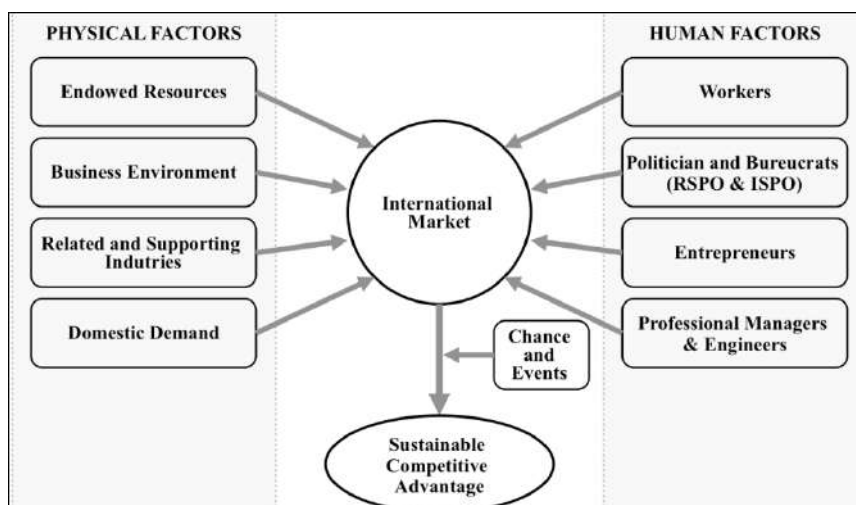 PHYSICAL FACTORS
Endowed Resources
Business Environment
Related and Supporting
Indutries
Domestic Demand
International
Market
Chance
and
Events
Sustainable
Competitive
Advantage
HUMAN FACTORS
Workers
Politician and Bureucrats
(RSPO & ISPO)
Entrepreneurs
Professional Managers
& Engineers